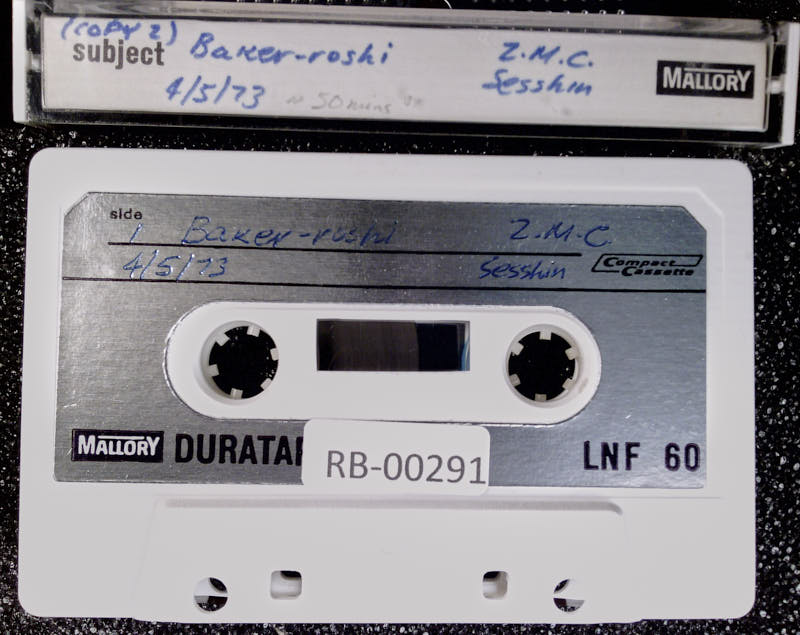 (COPY 2)
subject Baker-roshi Z.M.C.
4/5/73 ~50 mins Sesshin
MALLORY
side
1 Baker-roshi Z.M.C.
4/5/73 Sesshin
Compact Cassette
MALLORY DURATA LNF 60
RB-00291